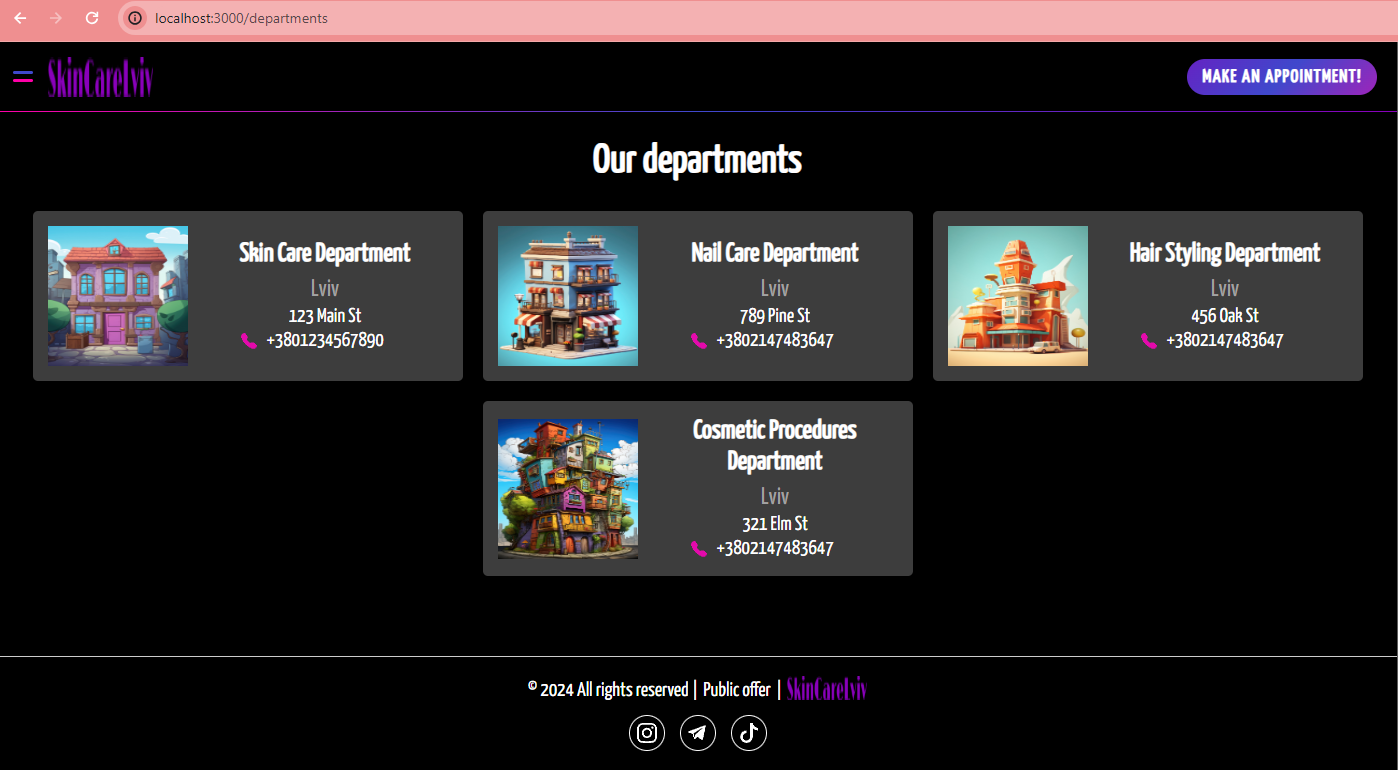 localhost:3000/departments
SkinCareLviv
MAKE AN APPOINTMENT!
Our departments
Skin Care Department
Lviv
123 Main St
+3801234567890
Nail Care Department
Lviv
789 Pine St
+3802147483647
Hair Styling Department
Lviv
456 Oak St
+3802147483647
Cosmetic Procedures
Department
Lviv
321 Elm St
+3802147483647
© 2024 All rights reserved | Public offer | SkinCareLviv